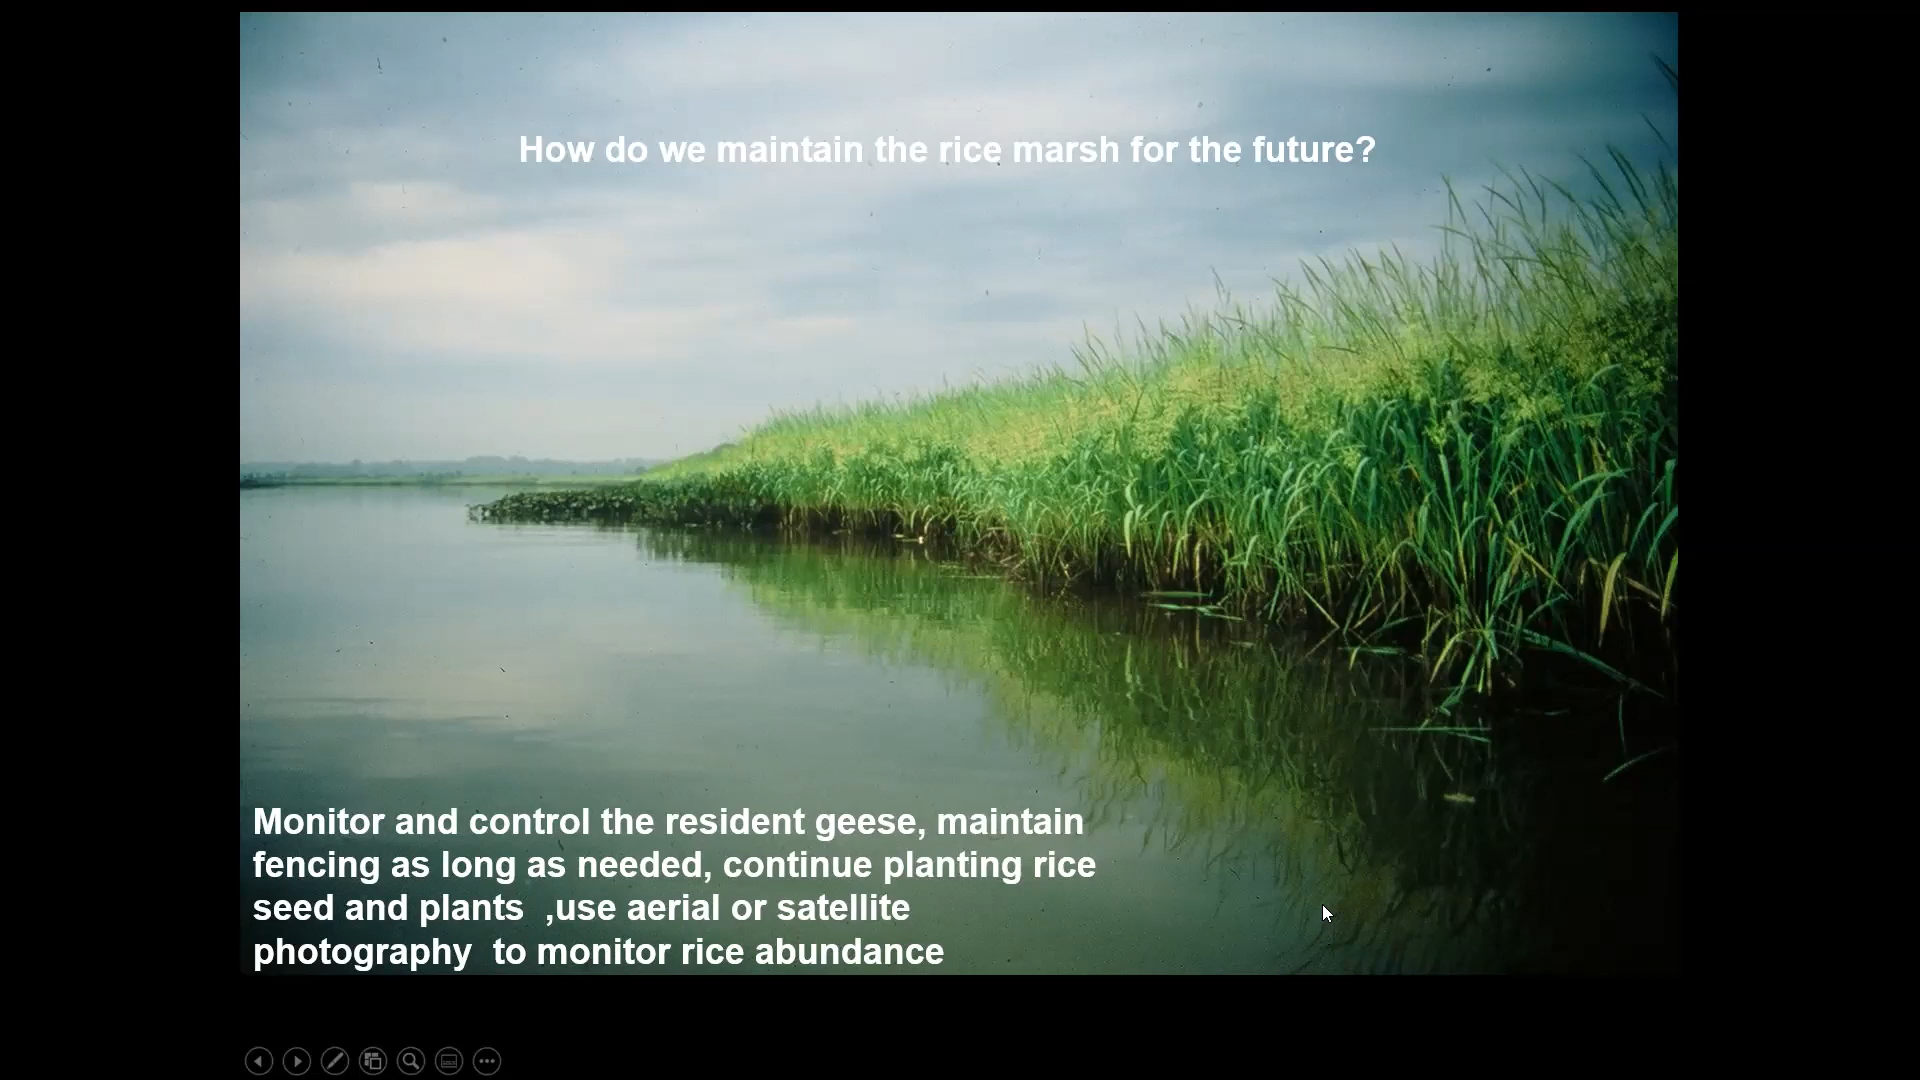 How do we maintain the rice marsh for the future?
Monitor and control the resident geese, maintain
fencing as long as needed, continue planting rice
seed and plants  ,use aerial or satellite
photography  to monitor rice abundance